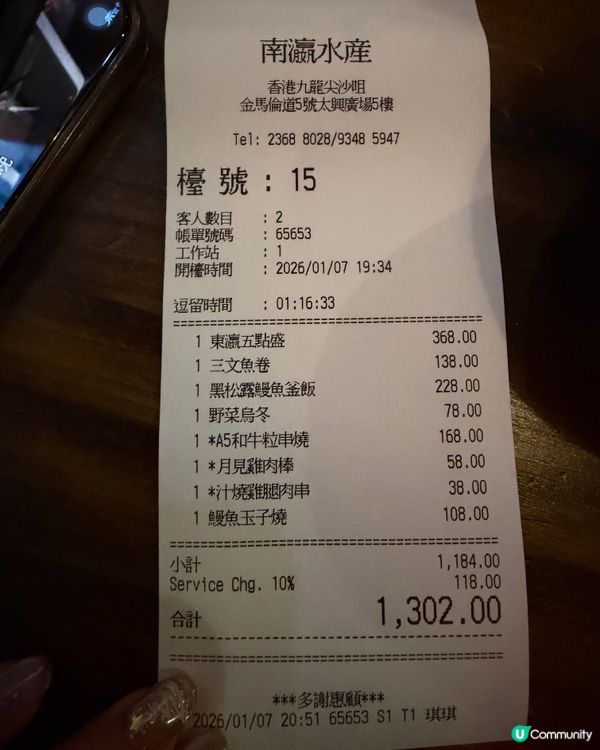 南瀛水産
香港九龍尖沙咀
金馬倫道5號太興廣場5樓
Tel: 2368 8028/9348 5947
檯號 : 15
客人數目 : 2
帳單號碼 : 65653
工作站 : 1
開檯時間 : 2026/01/07 19:34
逗留時間 : 01:16:33
1 東瀛五點盛 368.00
1 三文魚卷 138.00
1 黑松露鰻魚釜飯 228.00
1 野菜烏冬 78.00
1 *A5和牛粒串燒 168.00
1 *月見雞肉棒 58.00
1 *汁燒雞腿肉串 38.00
1 鰻魚玉子燒 108.00
小計 1,184.00
Service Chg. 10% 118.00
合計 1,302.00
***多謝惠顧***
2026/01/07 20:51 65653 S1 T1 琪琪
U Community